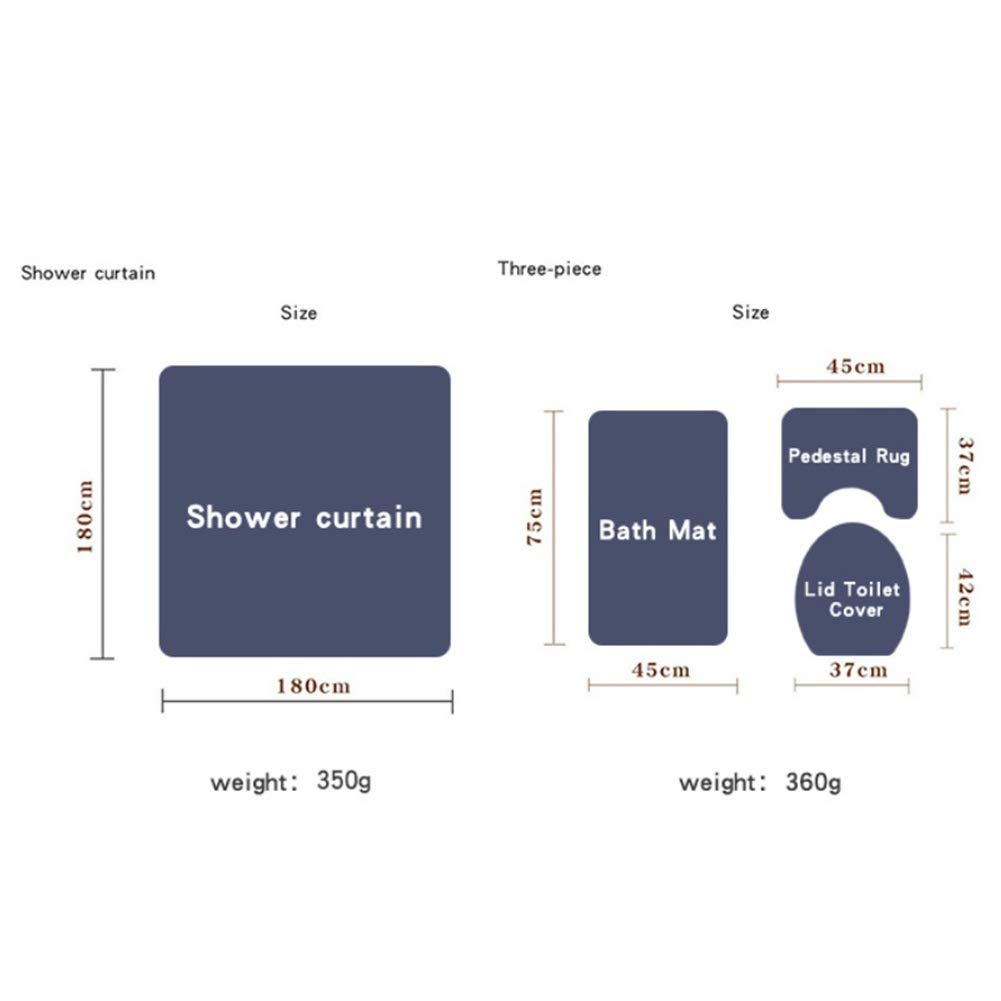 Shower curtain
Size
180cm
Shower curtain
180cm
weight: 350g
Three-piece
Size
75cm
Bath Mat
45cm
45cm
Pedestal Rug
37cm
Lid Toilet
Cover
42cm
37cm
weight: 360g